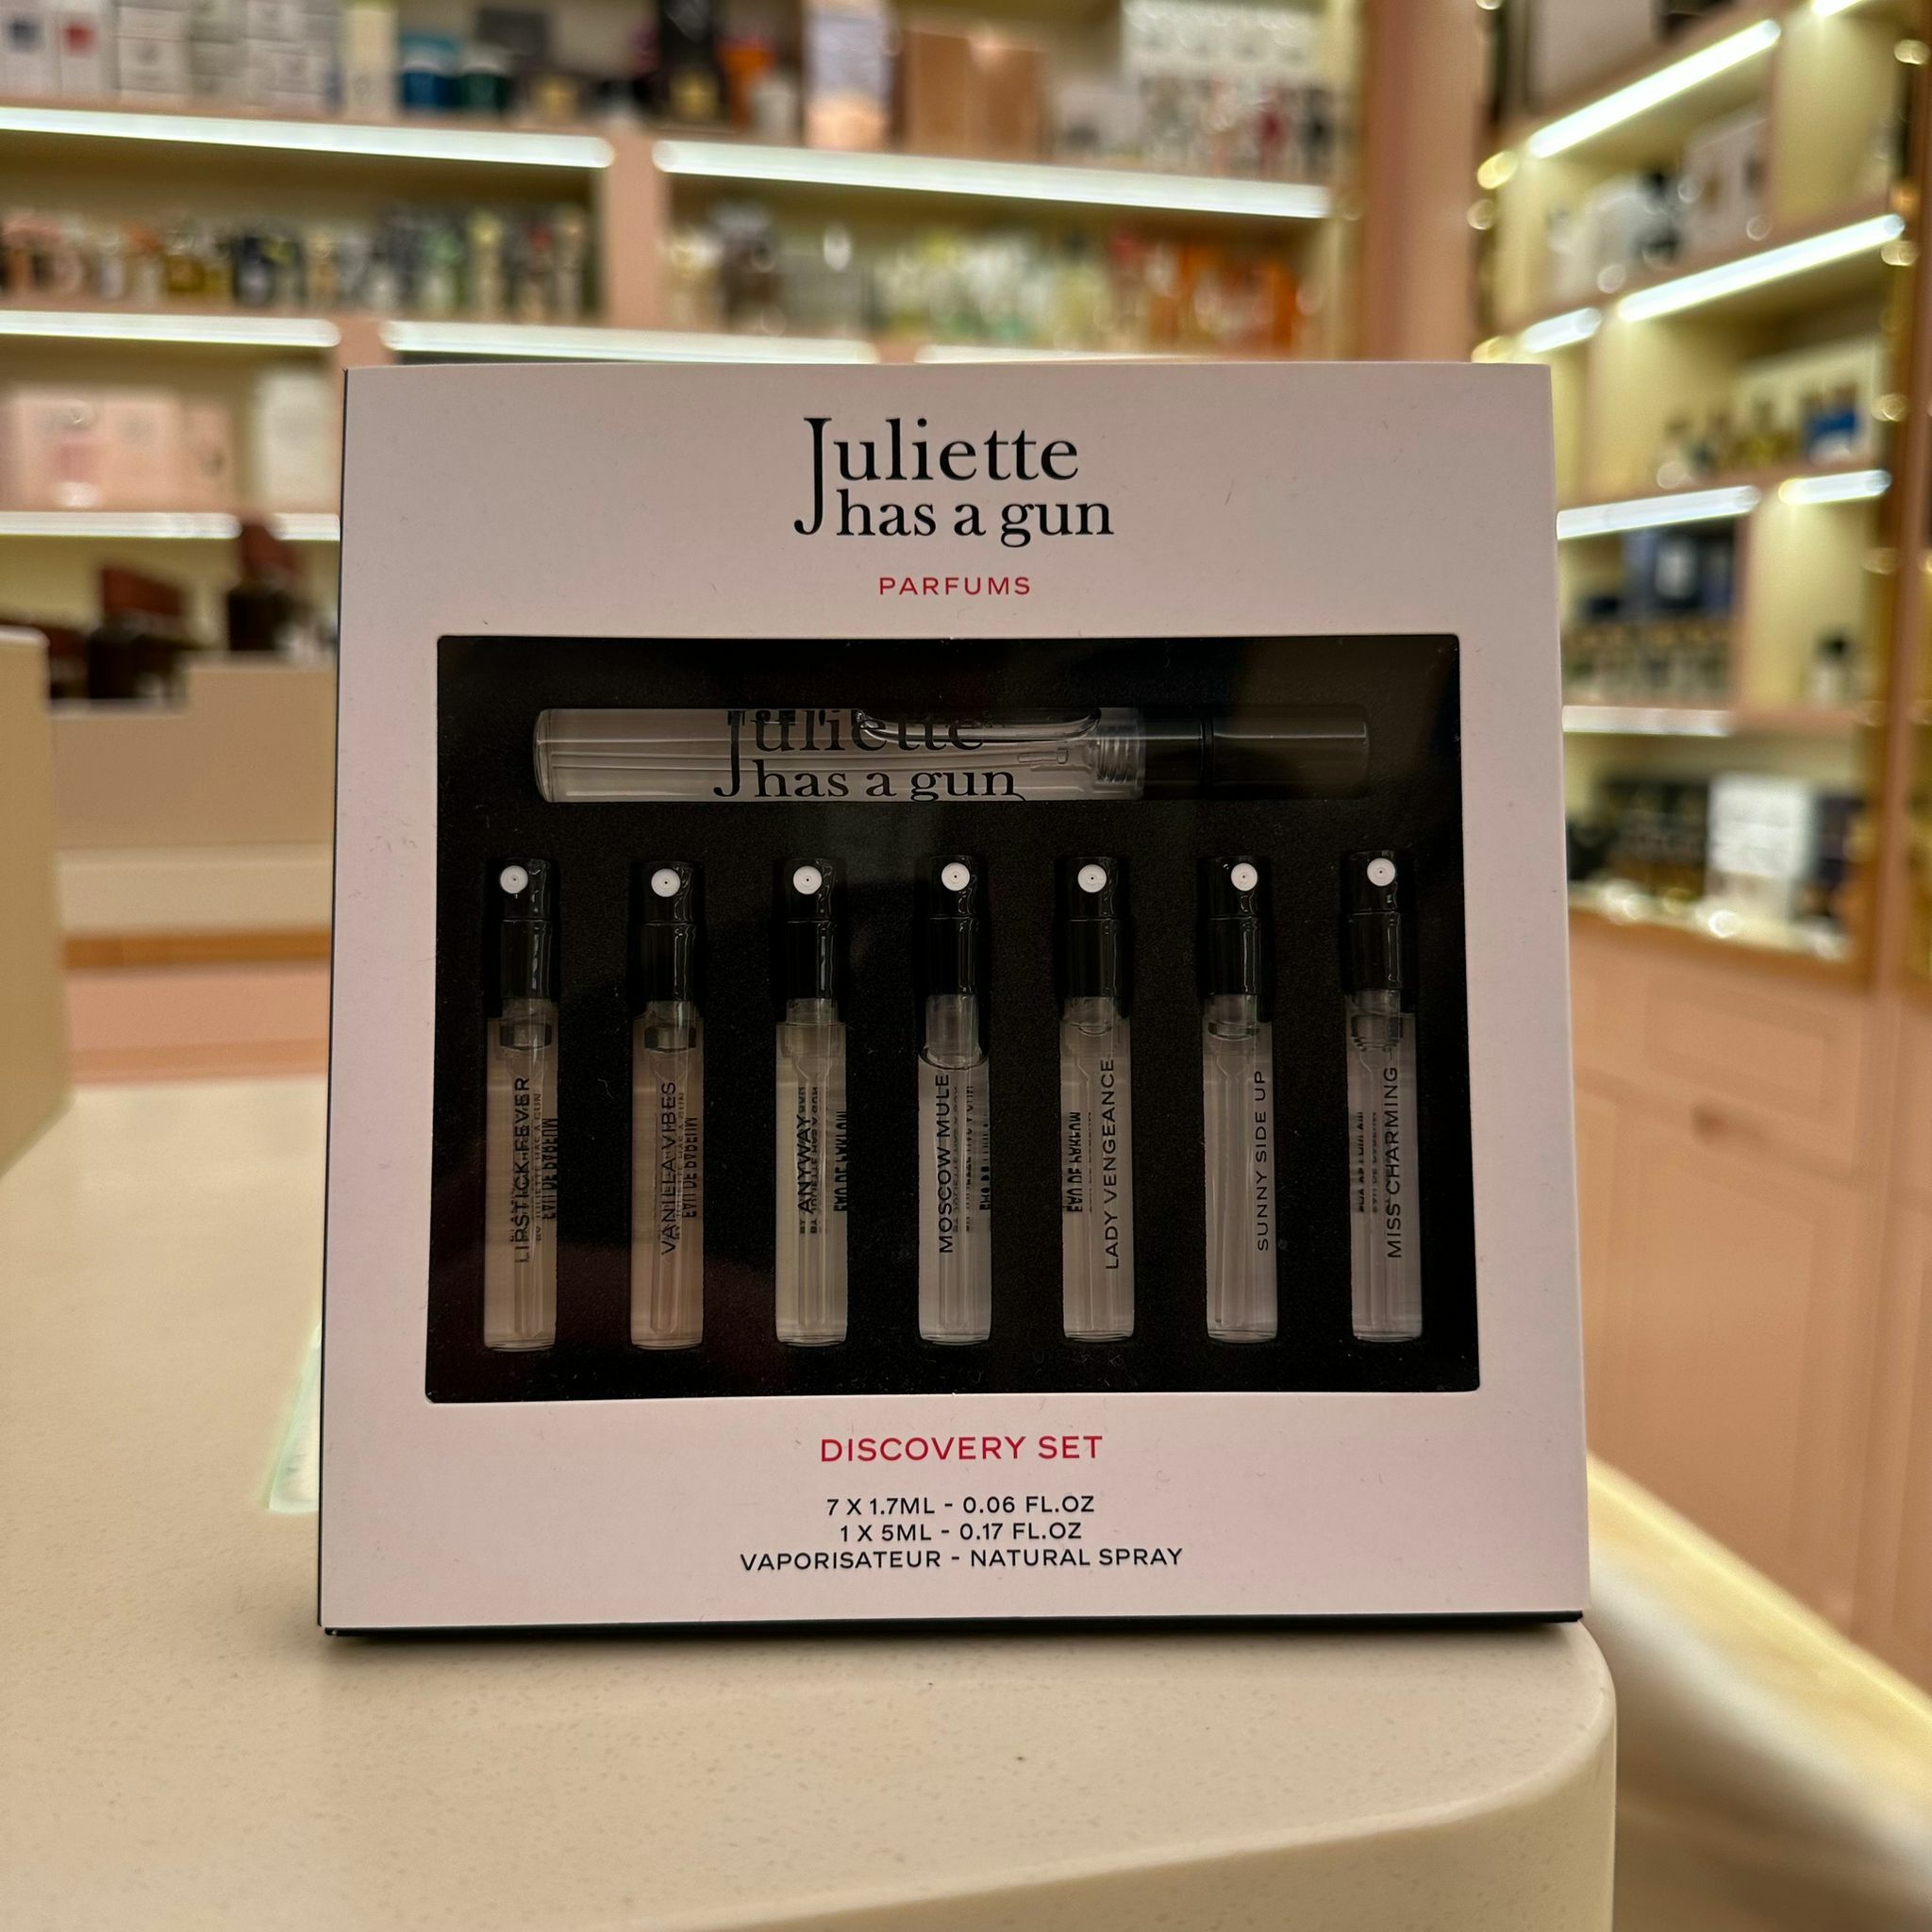 Juliette
has a gun
PARFUMS
Juliette
has a gun
LIPSTICK FEVER
VANILLA VIBES
ANYWAY
MOSCOW MULE
LADY VENGEANCE
SUNNY SIDE UP
MISS CHARMING
DISCOVERY SET
7 X 1.7ML - 0.06 FL.OZ
1 X 5ML - 0.17 FL.OZ
VAPORISATEUR - NATURAL SPRAY